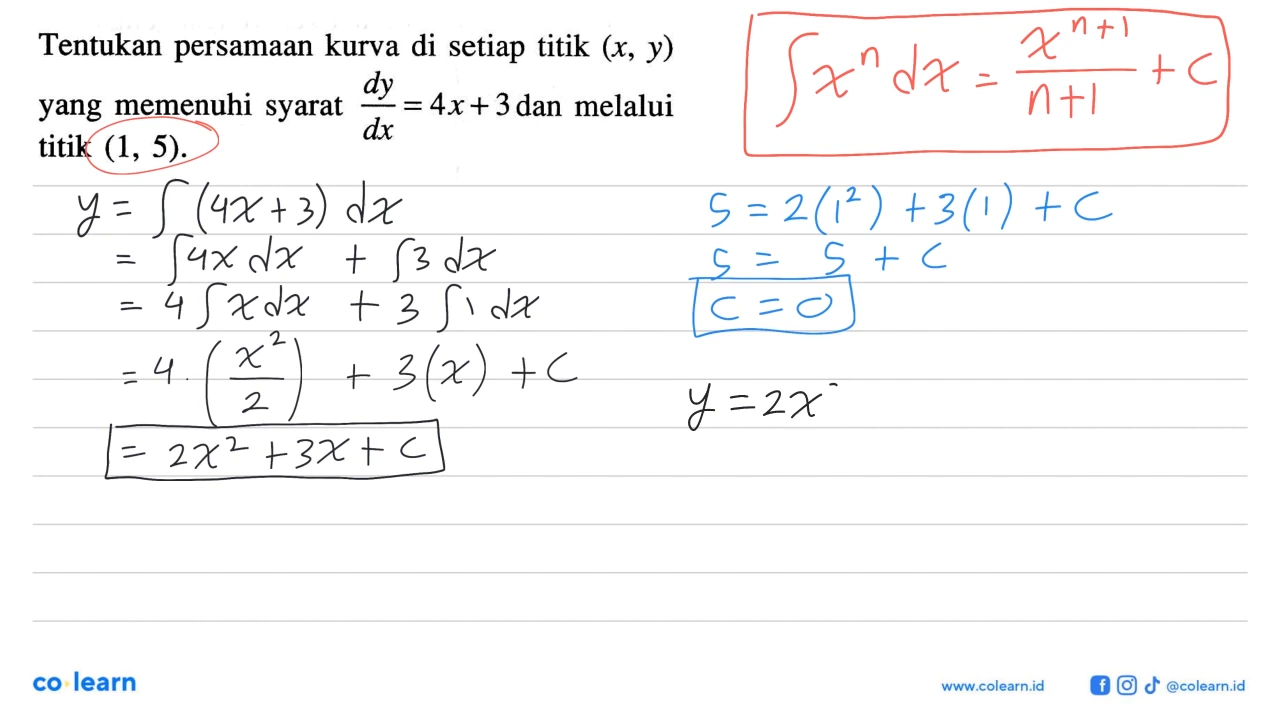 Tentukan persamaan kurva di setiap titik (x, y)
yang memenuhi syarat dy/dx = 4x + 3 dan melalui
titik (1, 5).
∫ xⁿ dx = x^(n+1)/(n+1) + C
y = ∫ (4x + 3) dx
= ∫ 4x dx + ∫ 3 dx
= 4 ∫ x dx + 3 ∫ 1 dx
= 4 · (x²/2) + 3(x) + C
= 2x² + 3x + C
5 = 2(1²) + 3(1) + C
5 = 5 + C
C = 0
y = 2x
co learn
www.colearn.id
@colearn.id